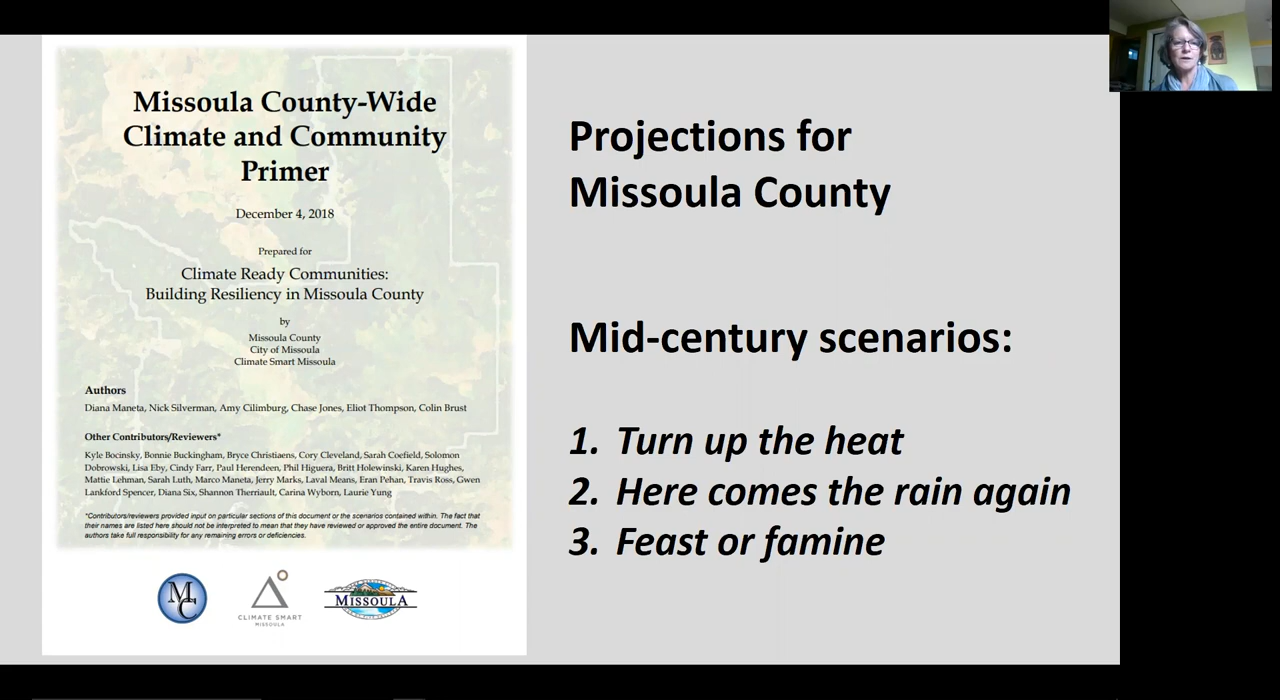 Missoula County-Wide
Climate and Community
Primer
December 4, 2018
Prepared for
Climate Ready Communities:
Building Resiliency in Missoula County
by
Missoula County
City of Missoula
Climate Smart Missoula
Authors
Diana Maneta, Nick Silverman, Amy Cilimburg, Chase Jones, Eliot Thompson, Colin Brust
Other Contributors/Reviewers*
Kyle Bocinsky, Bonnie Buckingham, Bryce Christiaens, Cory Cleveland, Sarah Coefield, Solomon
Dobrowski, Lisa Eby, Cindy Farr, Paul Herendeen, Phil Higuera, Britt Holewinski, Karen Hughes,
Mattie Lehman, Sarah Luth, Marco Maneta, Jerry Marks, Laval Means, Eran Pehan, Travis Ross, Gwen
Lankford Spencer, Diana Six, Shannon Therriault, Carina Wyborn, Laurie Yung
*Contributors/reviewers provided input on particular sections of this document or the scenarios contained within. The fact that
their names are listed here should not be interpreted to mean that they have reviewed or approved the entire document. The
authors take full responsibility for any remaining errors or deficiencies.
MC
CLIMATE SMART
MISSOULA
MISSOULA
Projections for
Missoula County
Mid-century scenarios:
1. Turn up the heat
2. Here comes the rain again
3. Feast or famine